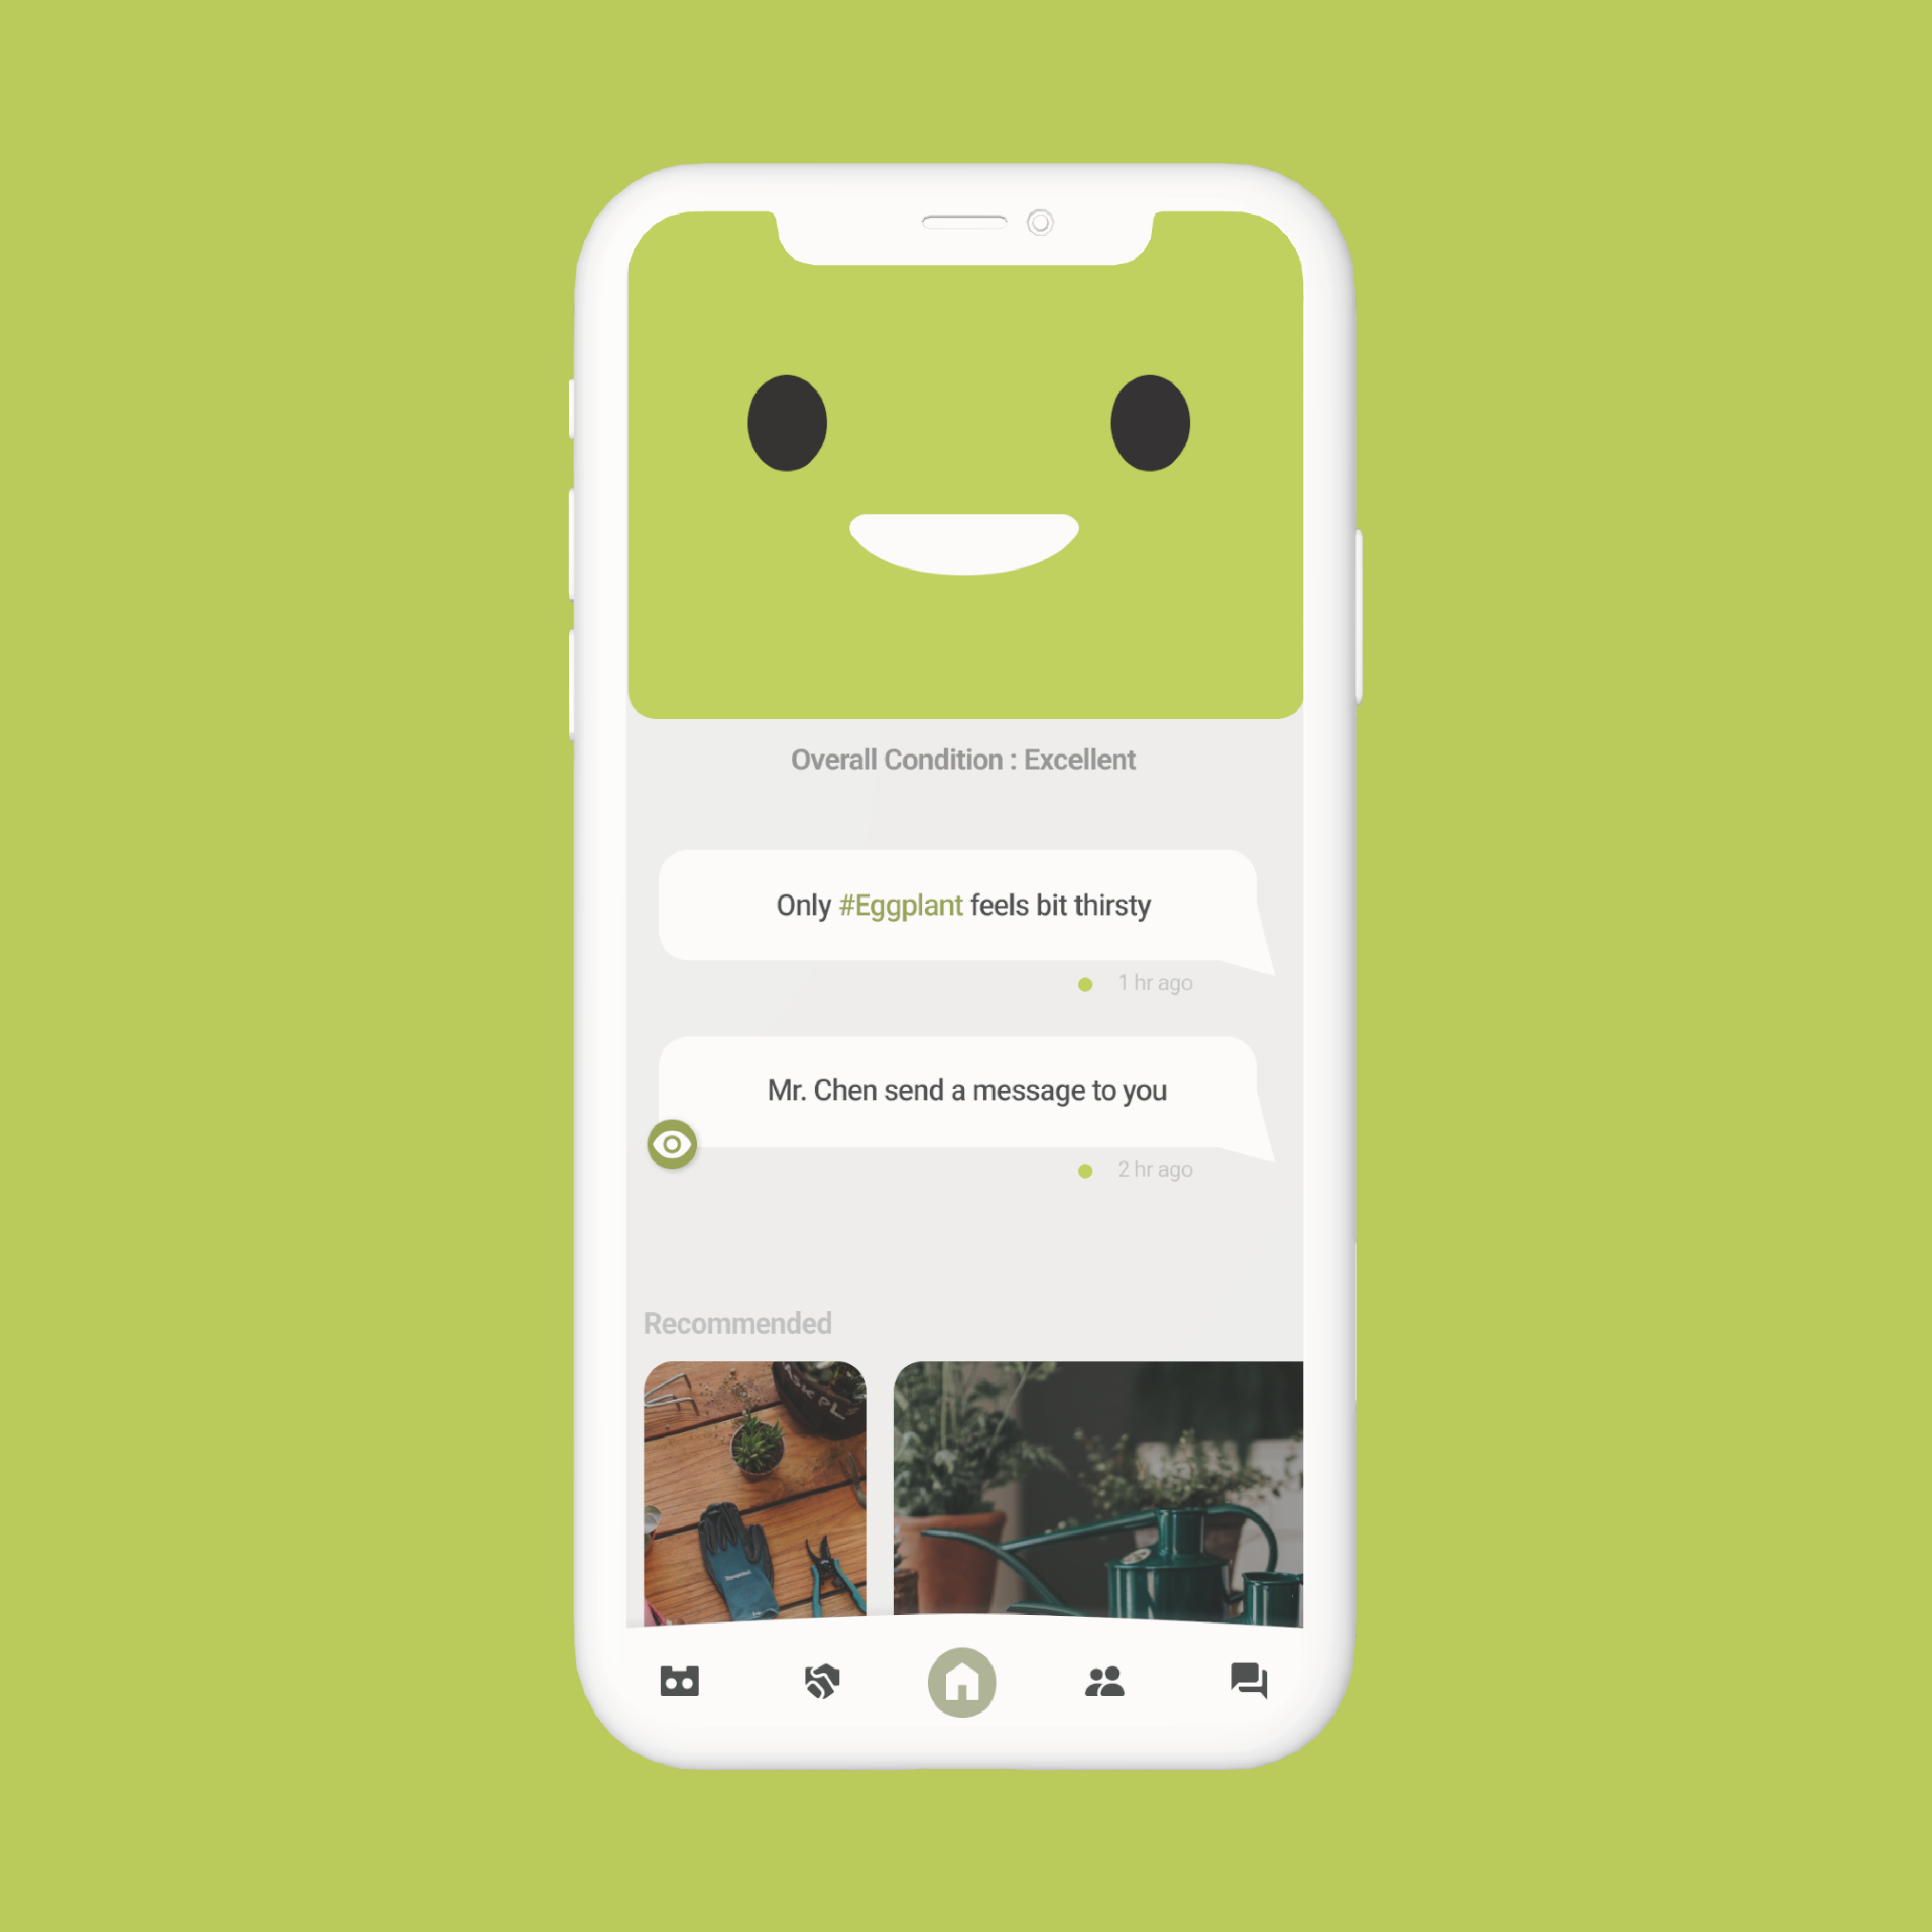 Overall Condition : Excellent
Only #Eggplant feels bit thirsty
1 hr ago
Mr. Chen send a message to you
2 hr ago
Recommended